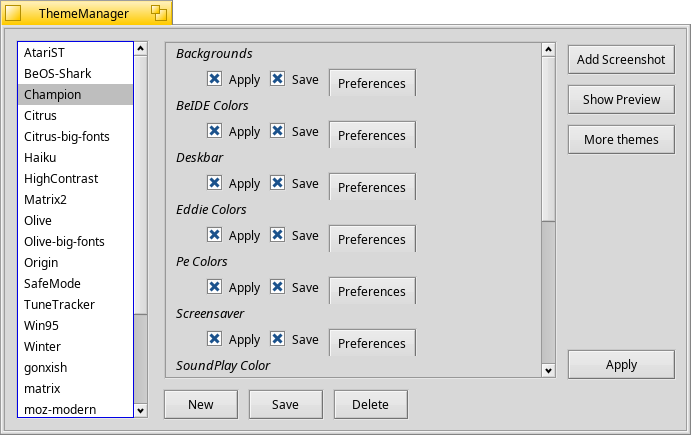 ThemeManager
AtariST
BeOS-Shark
Champion
Citrus
Citrus-big-fonts
Haiku
HighContrast
Matrix2
Olive
Olive-big-fonts
Origin
SafeMode
TuneTracker
Win95
Winter
gonxish
matrix
moz-modern
Backgrounds
Apply Save Preferences
BeIDE Colors
Apply Save Preferences
Deskbar
Apply Save Preferences
Eddie Colors
Apply Save Preferences
Pe Colors
Apply Save Preferences
Screensaver
Apply Save Preferences
SoundPlay Color
Add Screenshot
Show Preview
More themes
Apply
New Save Delete